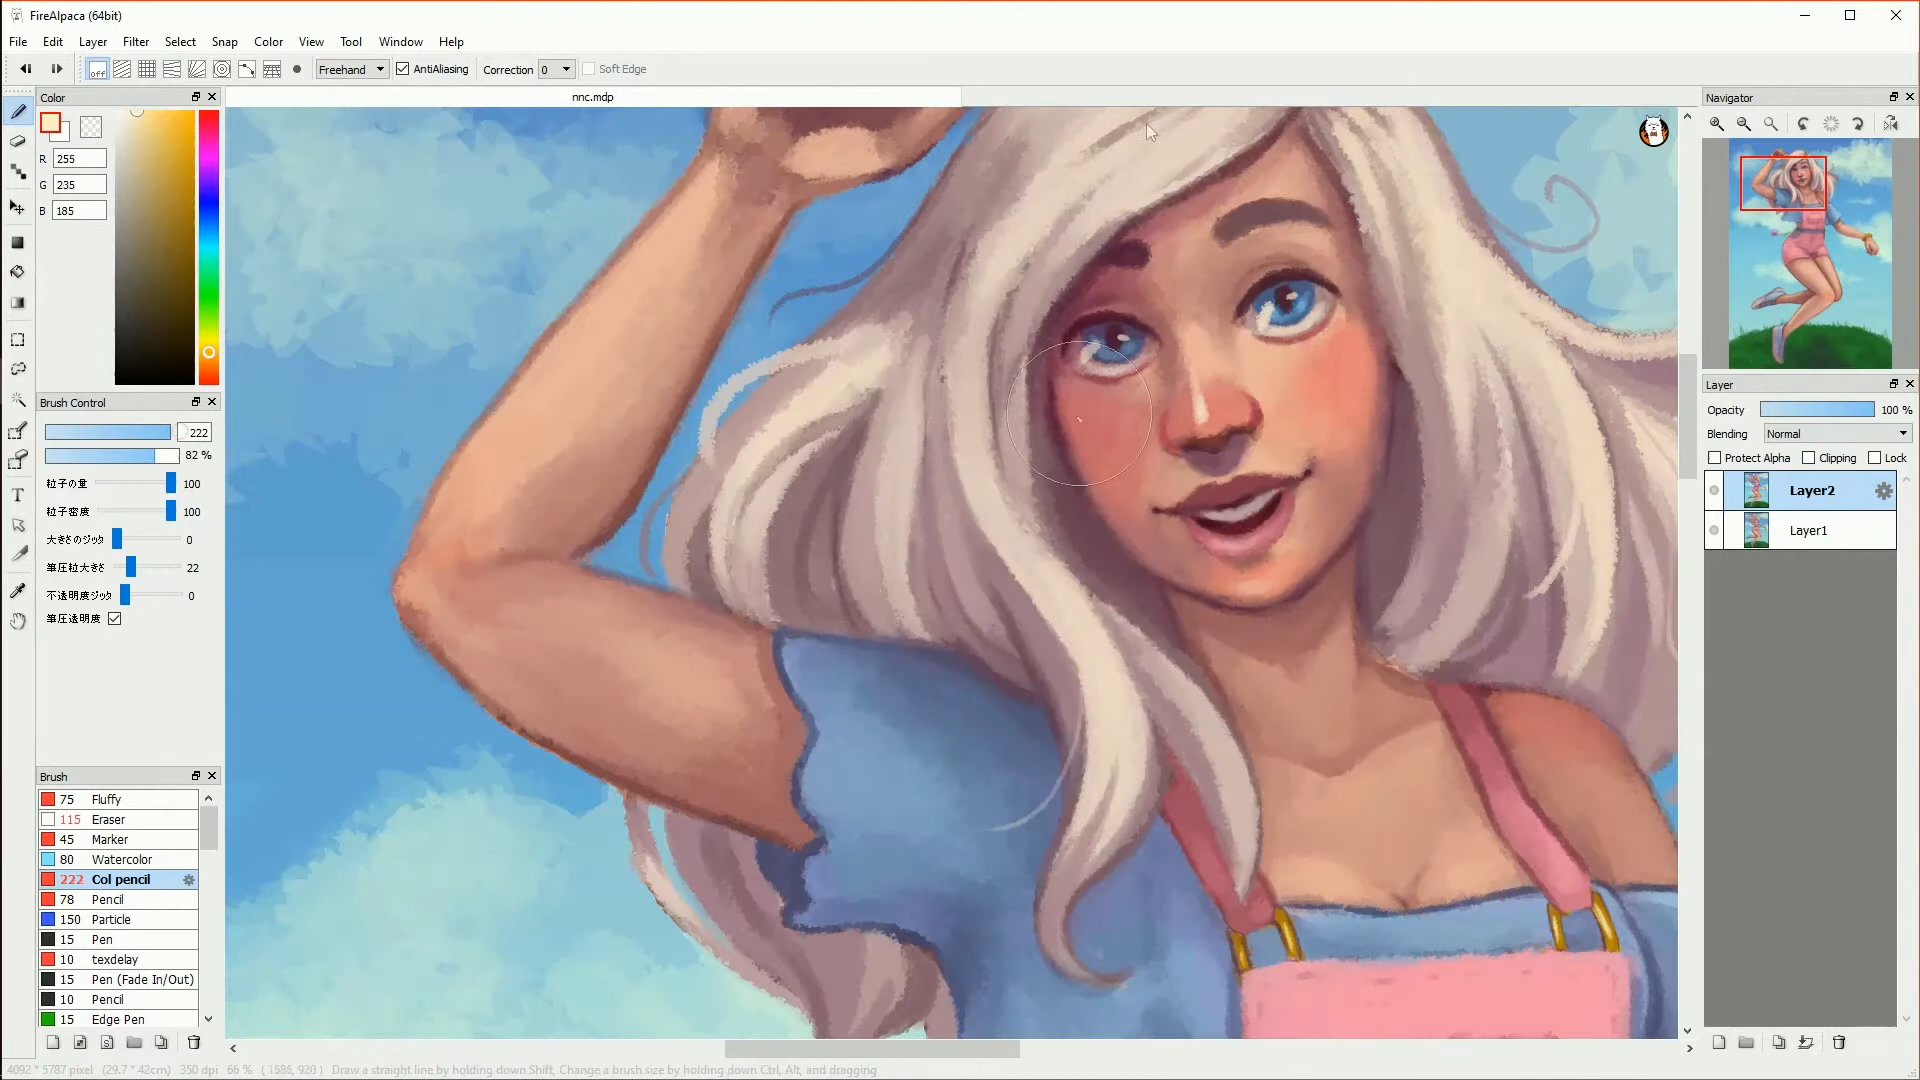 FireAlpaca (64bit)
File Edit Layer Filter Select Snap Color View Tool Window Help
off Freehand AntiAliasing Correction 0 Soft Edge
Color
R 255
G 235
B 185
Brush Control
222
82 %
粒子の量 100
粒子密度 100
大きさのジッタ 0
筆圧粒大きさ 22
不透明度ジッタ 0
筆圧透明度
Brush
75 Fluffy
115 Eraser
45 Marker
80 Watercolor
222 Col pencil
78 Pencil
150 Particle
15 Pen
10 texdelay
15 Pen (Fade In/Out)
10 Pencil
15 Edge Pen
nnc.mdp
Navigator
Layer
Opacity 100 %
Blending Normal
Protect Alpha Clipping Lock
Layer2
Layer1
4092 * 5787 pixel (29.7 * 42cm) 350 dpi 66 % ( 1586, 920 ) Draw a straight line by holding down Shift, Change a brush size by holding down Ctrl, Alt, and dragging